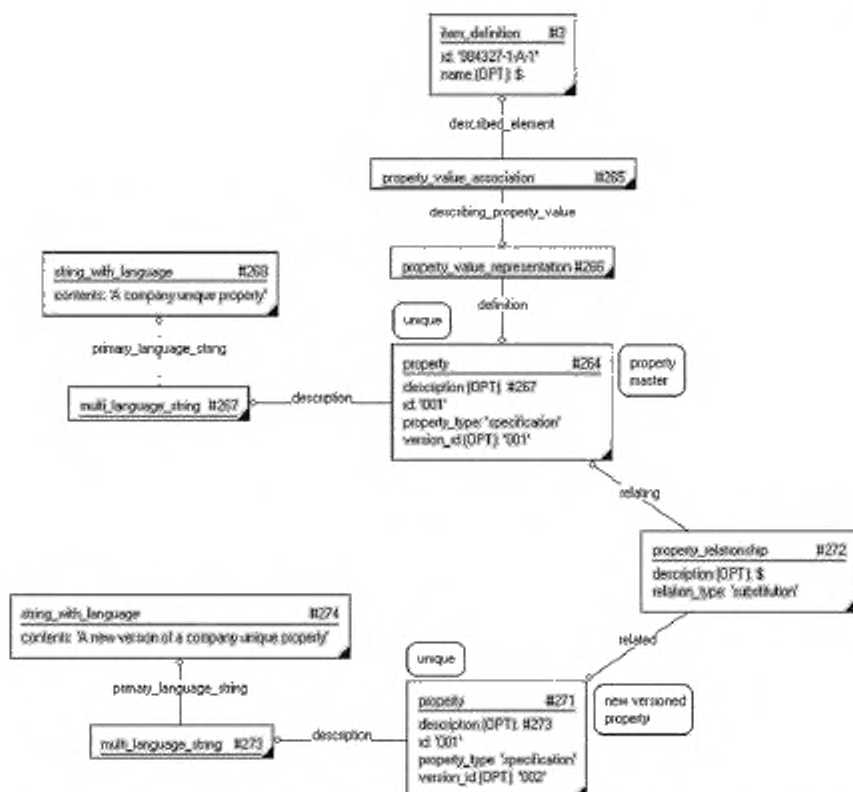 item_definition #3
id: '984327-1-A-1'
name:(OPT): $
described_element
property_value_association #265
describing_property_value
property_value_representation #266
string_with_language #268
contents: 'A company unique property'
definition
unique
primary_language_string
property #264
description:(OPT): #267
id: '001'
property_type: 'specification'
version_id:(OPT): '001'
property
master
multi_language_string #267
description
relating
property_relationship #272
description:(OPT): $
relation_type: 'substitution'
string_with_language #274
contents: 'A new version of a company unique property'
related
unique
primary_language_string
property #271
description:(OPT): #273
id: '001'
property_type: 'specification'
version_id:(OPT): '002'
new versioned
property
multi_language_string #273
description